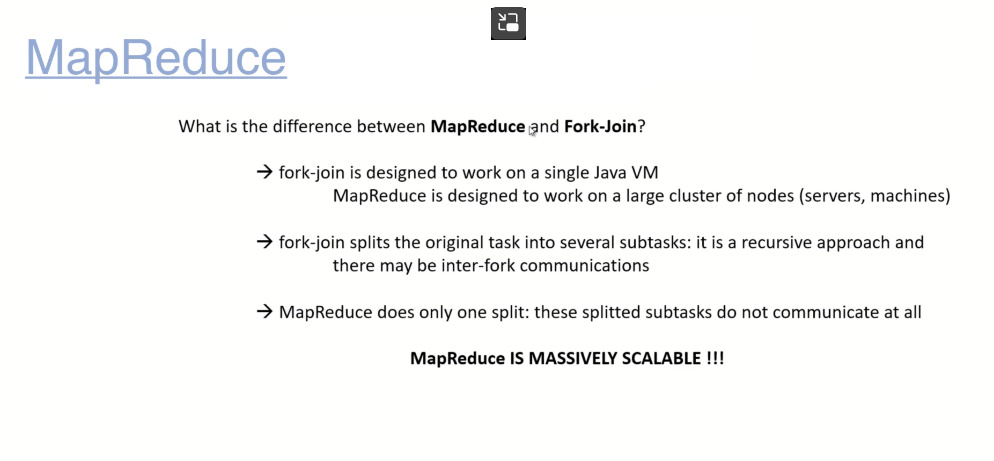 MapReduce
What is the difference between MapReduce and Fork-Join?
→ fork-join is designed to work on a single Java VM
MapReduce is designed to work on a large cluster of nodes (servers, machines)
→ fork-join splits the original task into several subtasks: it is a recursive approach and
there may be inter-fork communications
→ MapReduce does only one split: these splitted subtasks do not communicate at all
MapReduce IS MASSIVELY SCALABLE !!!